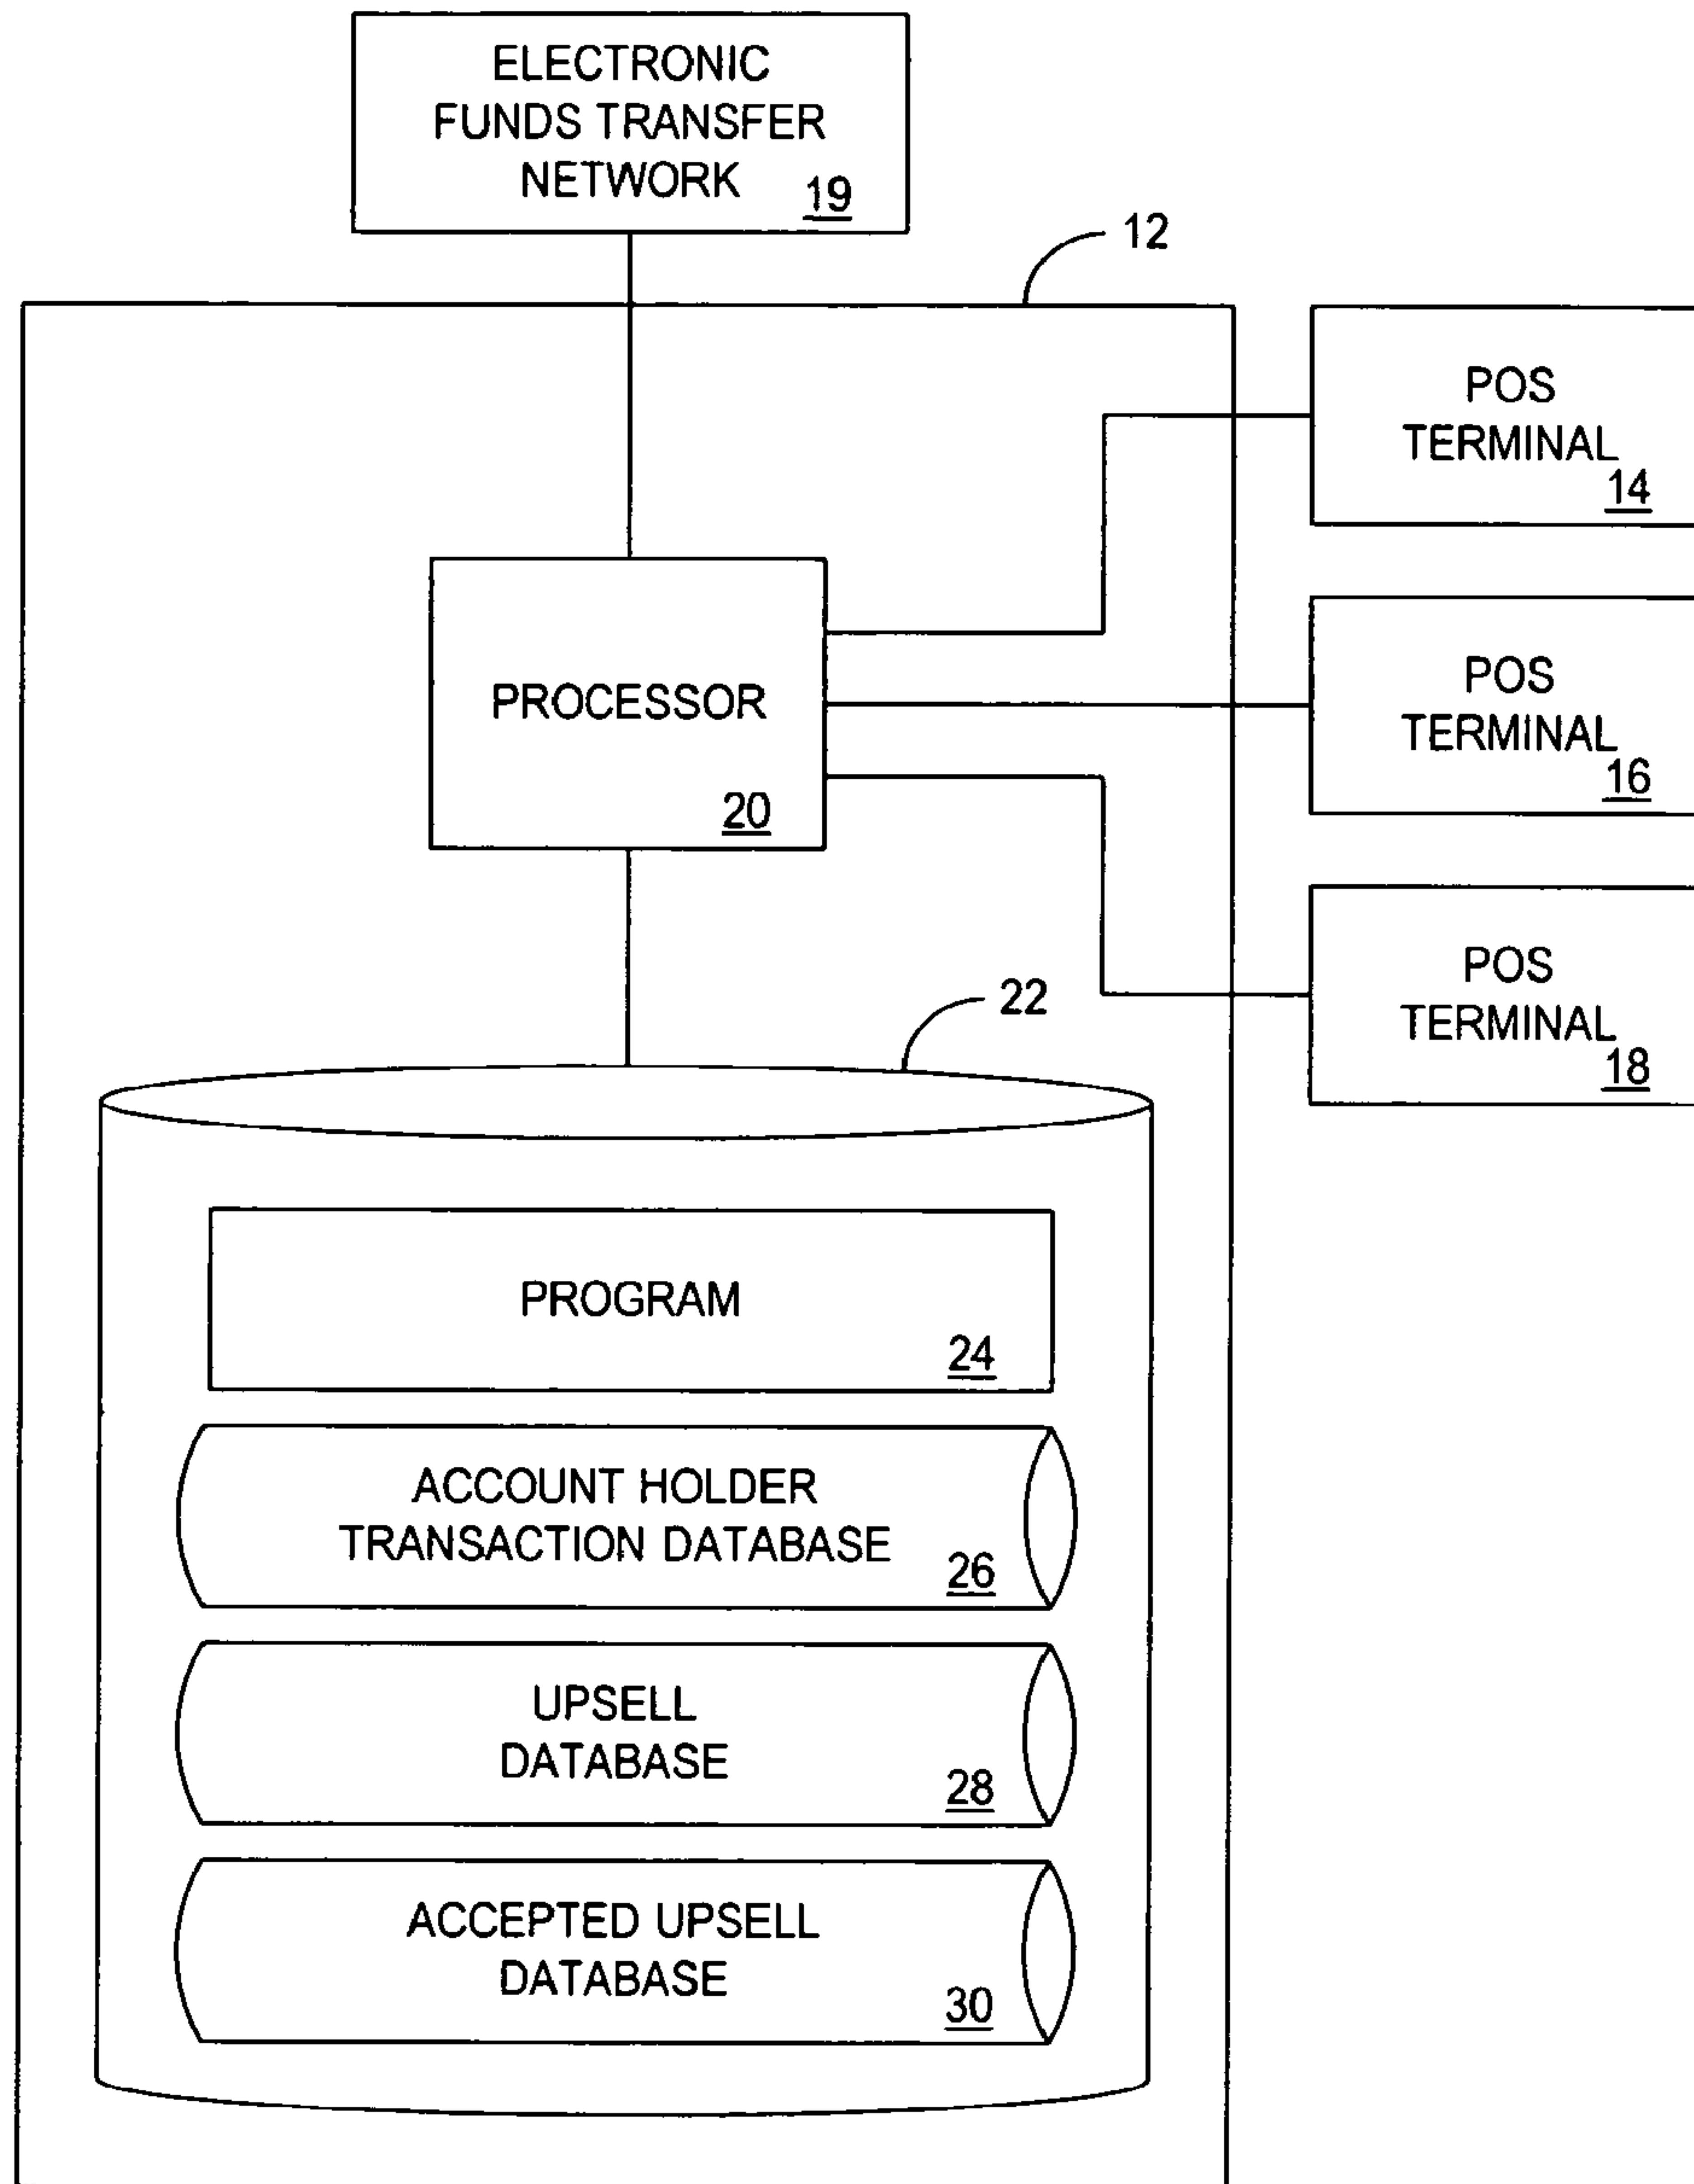 ELECTRONIC
FUNDS TRANSFER
NETWORK 19
12
POS
TERMINAL
14
PROCESSOR
20
POS
TERMINAL
16
POS
TERMINAL
18
22
PROGRAM
24
ACCOUNT HOLDER
TRANSACTION DATABASE
26
UPSELL
DATABASE
28
ACCEPTED UPSELL
DATABASE
30